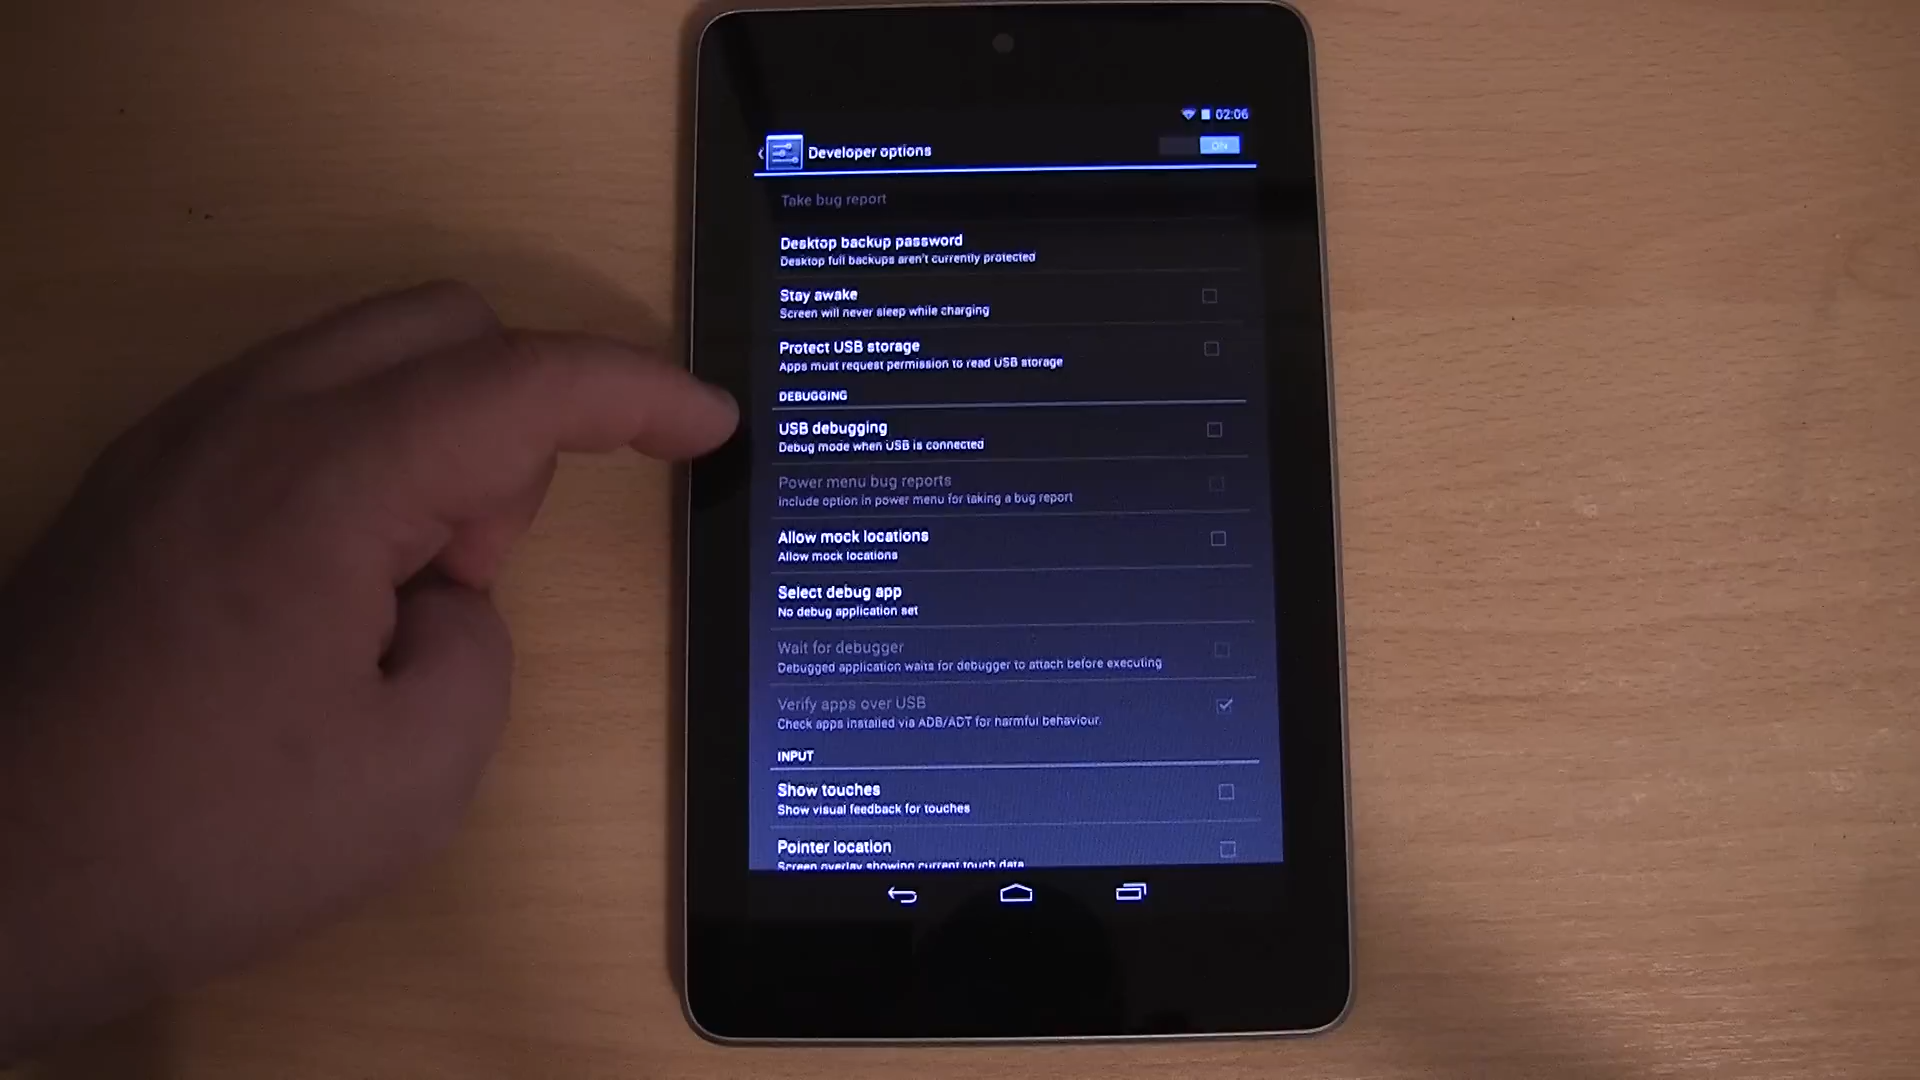 02:06
Developer options
ON
Take bug report
Desktop backup password
Desktop full backups aren't currently protected
Stay awake
Screen will never sleep while charging
Protect USB storage
Apps must request permission to read USB storage
DEBUGGING
USB debugging
Debug mode when USB is connected
Power menu bug reports
Include option in power menu for taking a bug report
Allow mock locations
Allow mock locations
Select debug app
No debug application set
Wait for debugger
Debugged application waits for debugger to attach before executing
Verify apps over USB
Check apps installed via ADB/ADT for harmful behaviour.
INPUT
Show touches
Show visual feedback for touches
Pointer location
Screen overlay showing current touch data